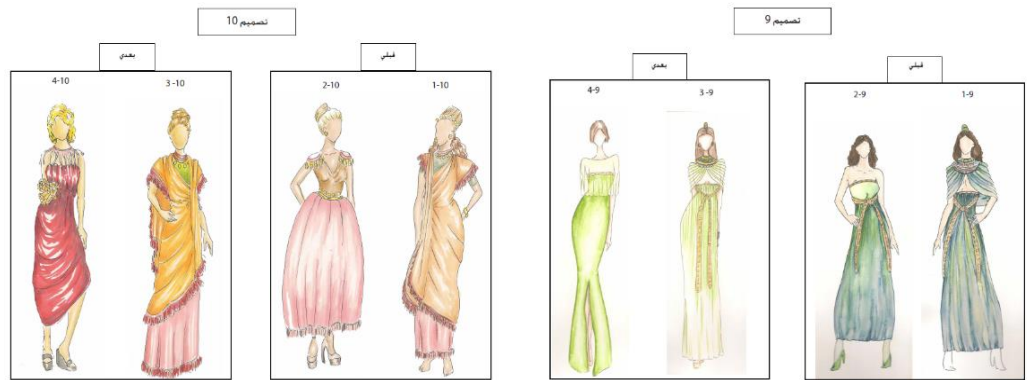 تصميم 9
قبلي
بعدي
1-9
2-9
3-9
4-9
تصميم 10
قبلي
بعدي
1-10
2-10
3-10
4-10